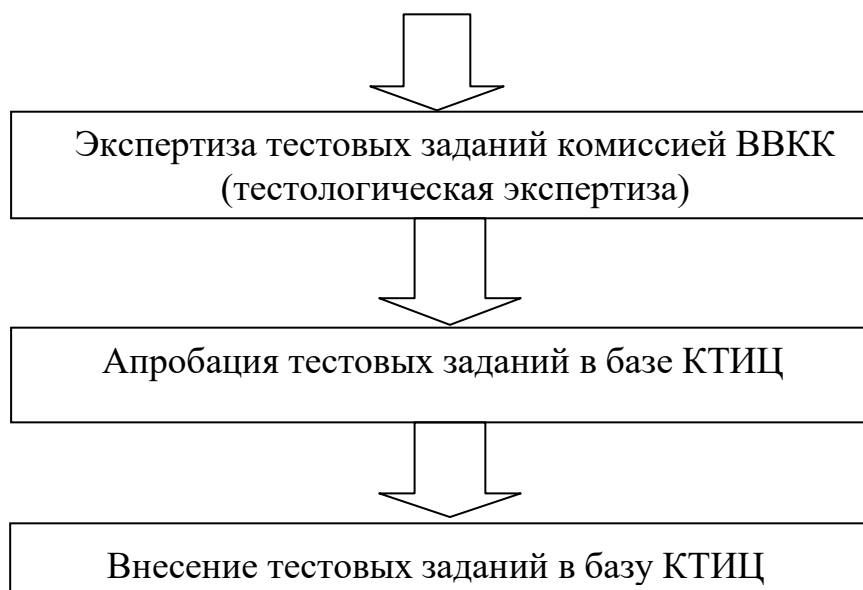 Экспертиза тестовых заданий комиссией ВВКК
(тестологическая экспертиза)
Апробация тестовых заданий в базе КТИЦ
Внесение тестовых заданий в базу КТИЦ